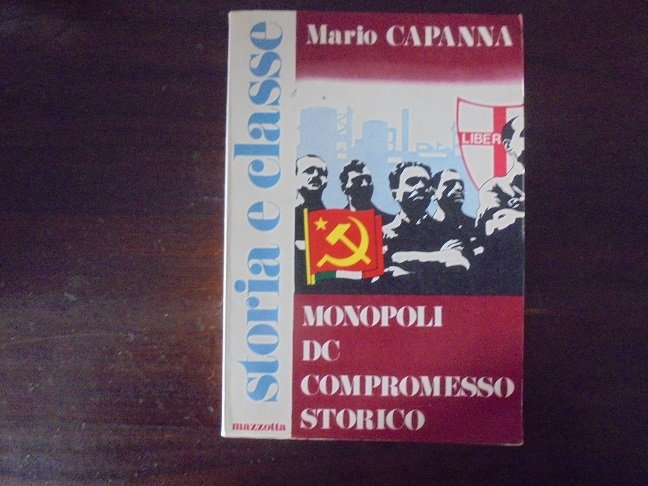 Mario CAPANNA
storia e classe
LIBER
MONOPOLI
DC
COMPROMESSO
STORICO
mazzotta